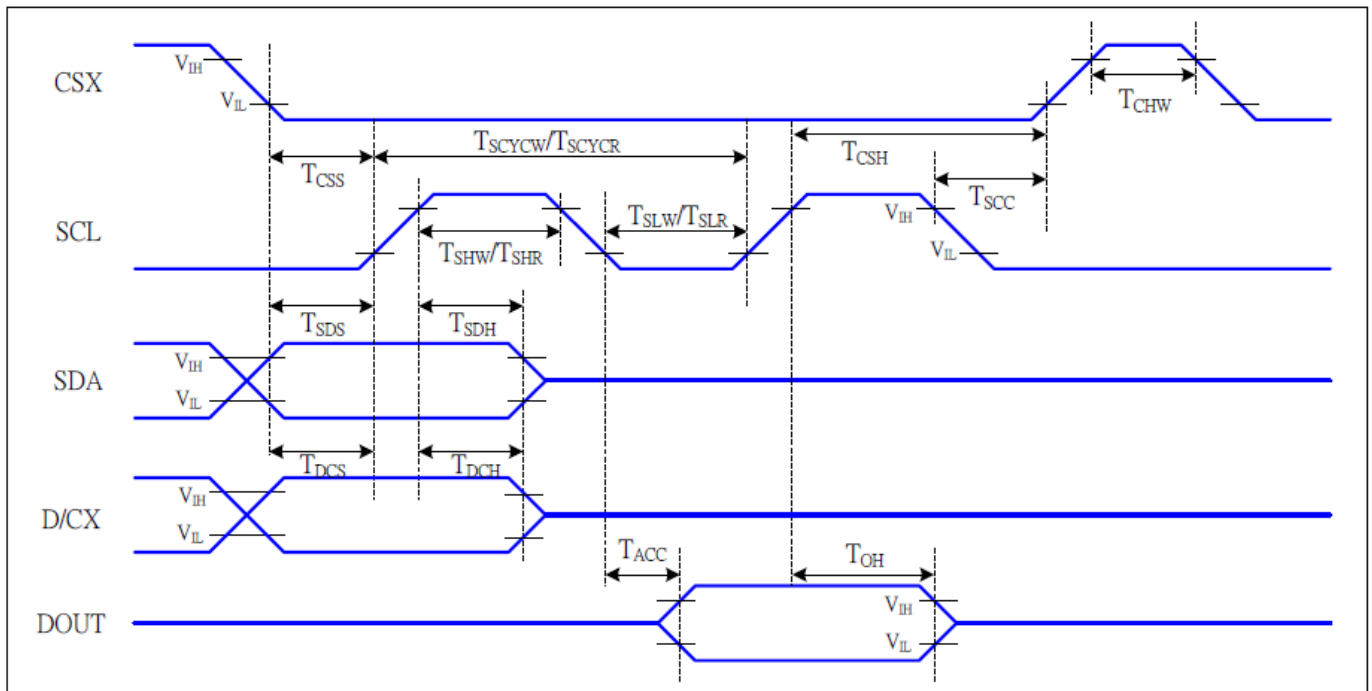 CSX
VIH
VIL
TCHW
TCSS
TSCYCW/TSCYCR
TCSH
TSCC
SCL
TSHW/TSHR
TSLW/TSLR
VIH
VIL
TSDS
TSDH
SDA
VIH
VIL
TDCS
TDCH
D/CX
VIH
VIL
TACC
TOH
DOUT
VIH
VIL